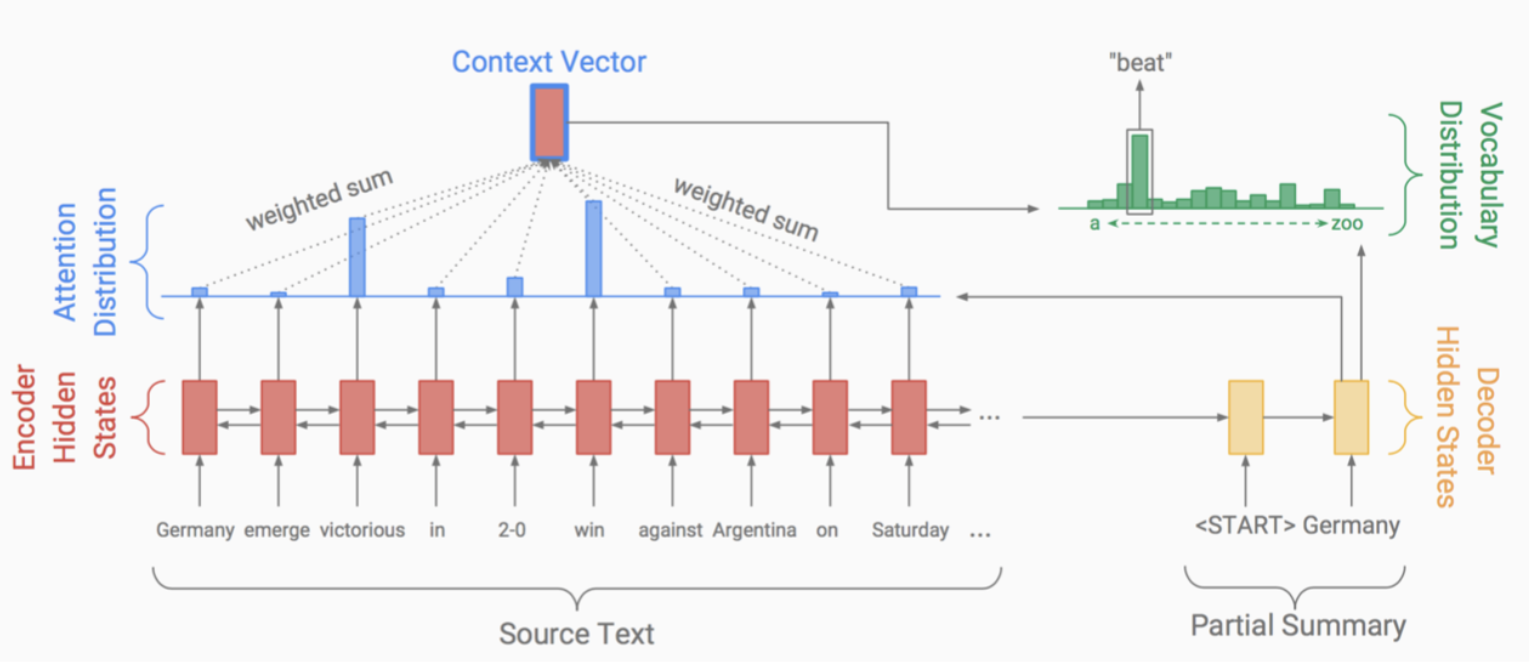 Context Vector
"beat"
weighted sum
weighted sum
Attention
Distribution
Vocabulary
Distribution
a
zoo
Encoder
Hidden
States
Decoder
Hidden States
...
Germany emerge victorious in 2-0 win against Argentina on Saturday ...
<START> Germany
Source Text
Partial Summary